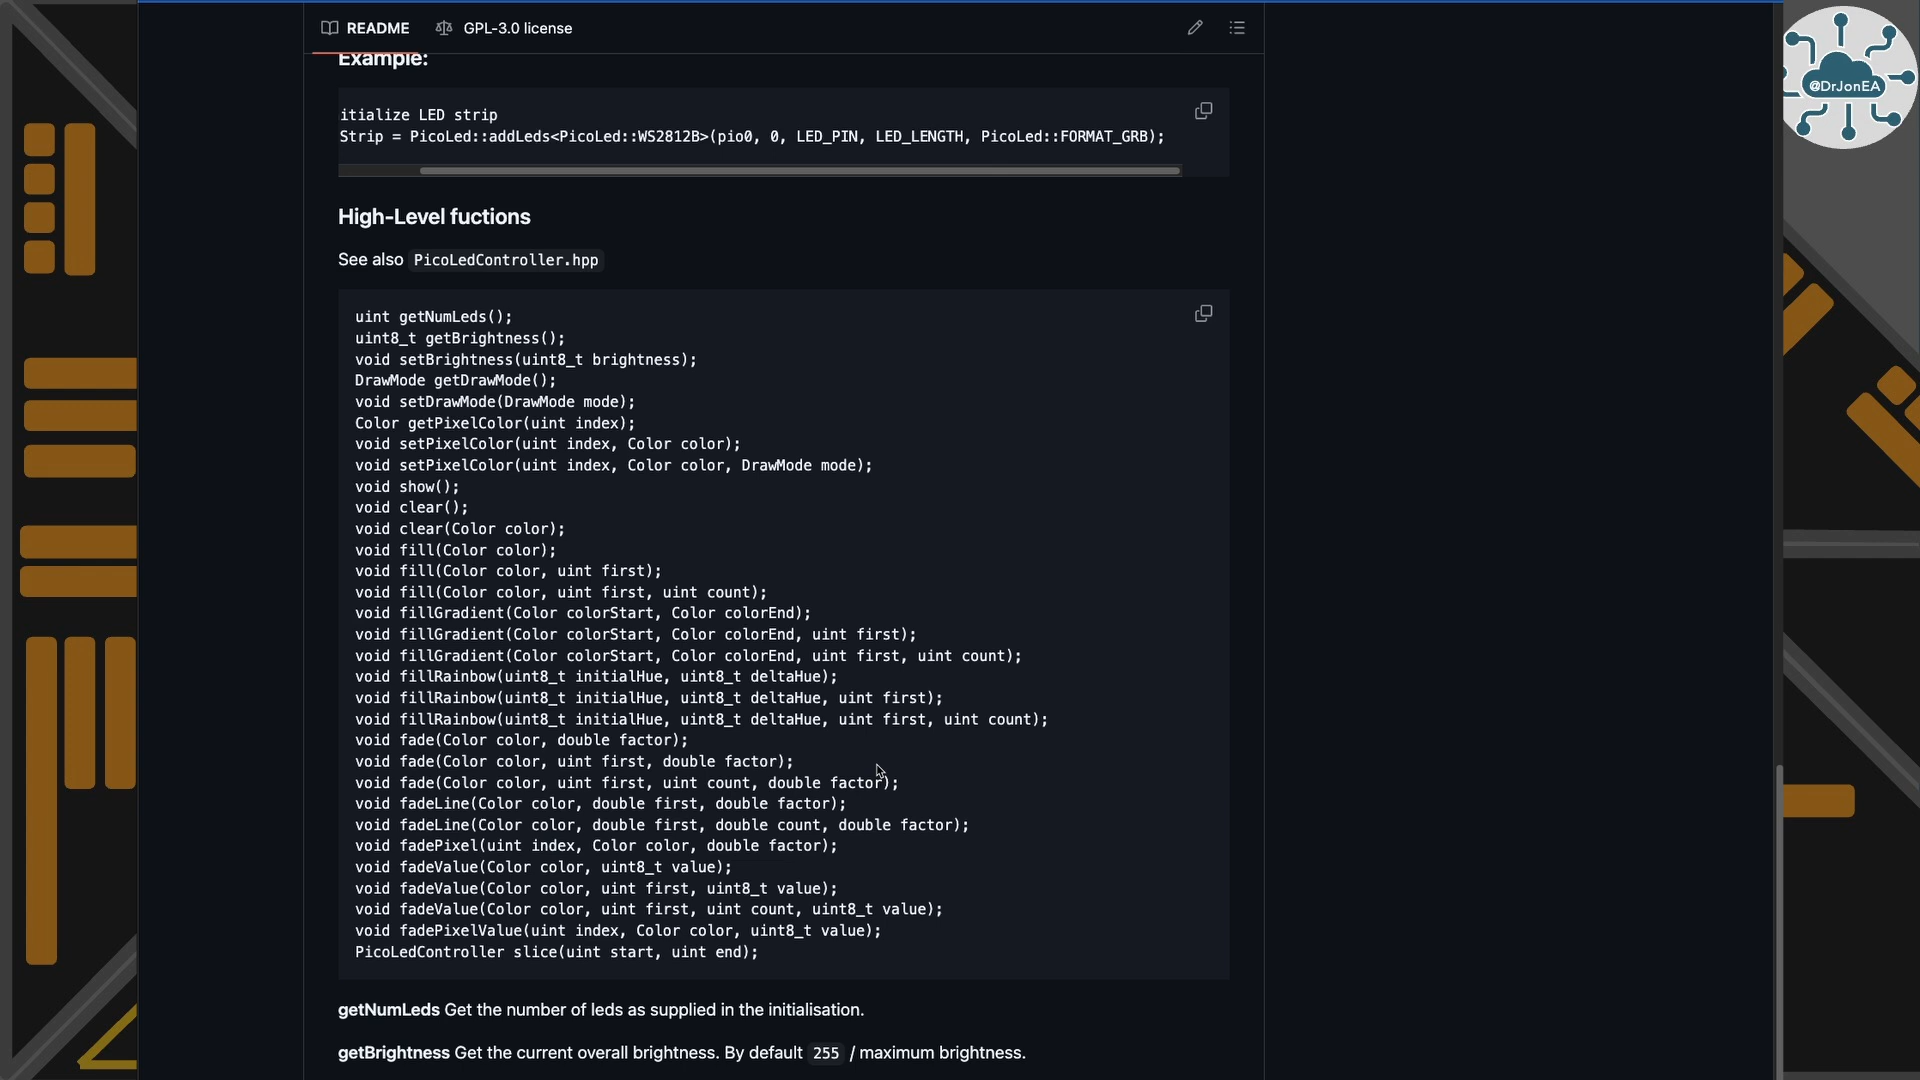 README
GPL-3.0 license
@DrJonEA
Example:
itialize LED strip
Strip = PicoLed::addLeds<PicoLed::WS2812B>(pio0, 0, LED_PIN, LED_LENGTH, PicoLed::FORMAT_GRB);
High-Level fuctions
See also PicoLedController.hpp
uint getNumLeds();
uint8_t getBrightness();
void setBrightness(uint8_t brightness);
DrawMode getDrawMode();
void setDrawMode(DrawMode mode);
Color getPixelColor(uint index);
void setPixelColor(uint index, Color color);
void setPixelColor(uint index, Color color, DrawMode mode);
void show();
void clear();
void clear(Color color);
void fill(Color color);
void fill(Color color, uint first);
void fill(Color color, uint first, uint count);
void fillGradient(Color colorStart, Color colorEnd);
void fillGradient(Color colorStart, Color colorEnd, uint first);
void fillGradient(Color colorStart, Color colorEnd, uint first, uint count);
void fillRainbow(uint8_t initialHue, uint8_t deltaHue);
void fillRainbow(uint8_t initialHue, uint8_t deltaHue, uint first);
void fillRainbow(uint8_t initialHue, uint8_t deltaHue, uint first, uint count);
void fade(Color color, double factor);
void fade(Color color, uint first, double factor);
void fade(Color color, uint first, uint count, double factor);
void fadeLine(Color color, double first, double factor);
void fadeLine(Color color, double first, double count, double factor);
void fadePixel(uint index, Color color, double factor);
void fadeValue(Color color, uint8_t value);
void fadeValue(Color color, uint first, uint8_t value);
void fadeValue(Color color, uint first, uint count, uint8_t value);
void fadePixelValue(uint index, Color color, uint8_t value);
PicoLedController slice(uint start, uint end);
getNumLeds Get the number of leds as supplied in the initialisation.
getBrightness Get the current overall brightness. By default 255 / maximum brightness.